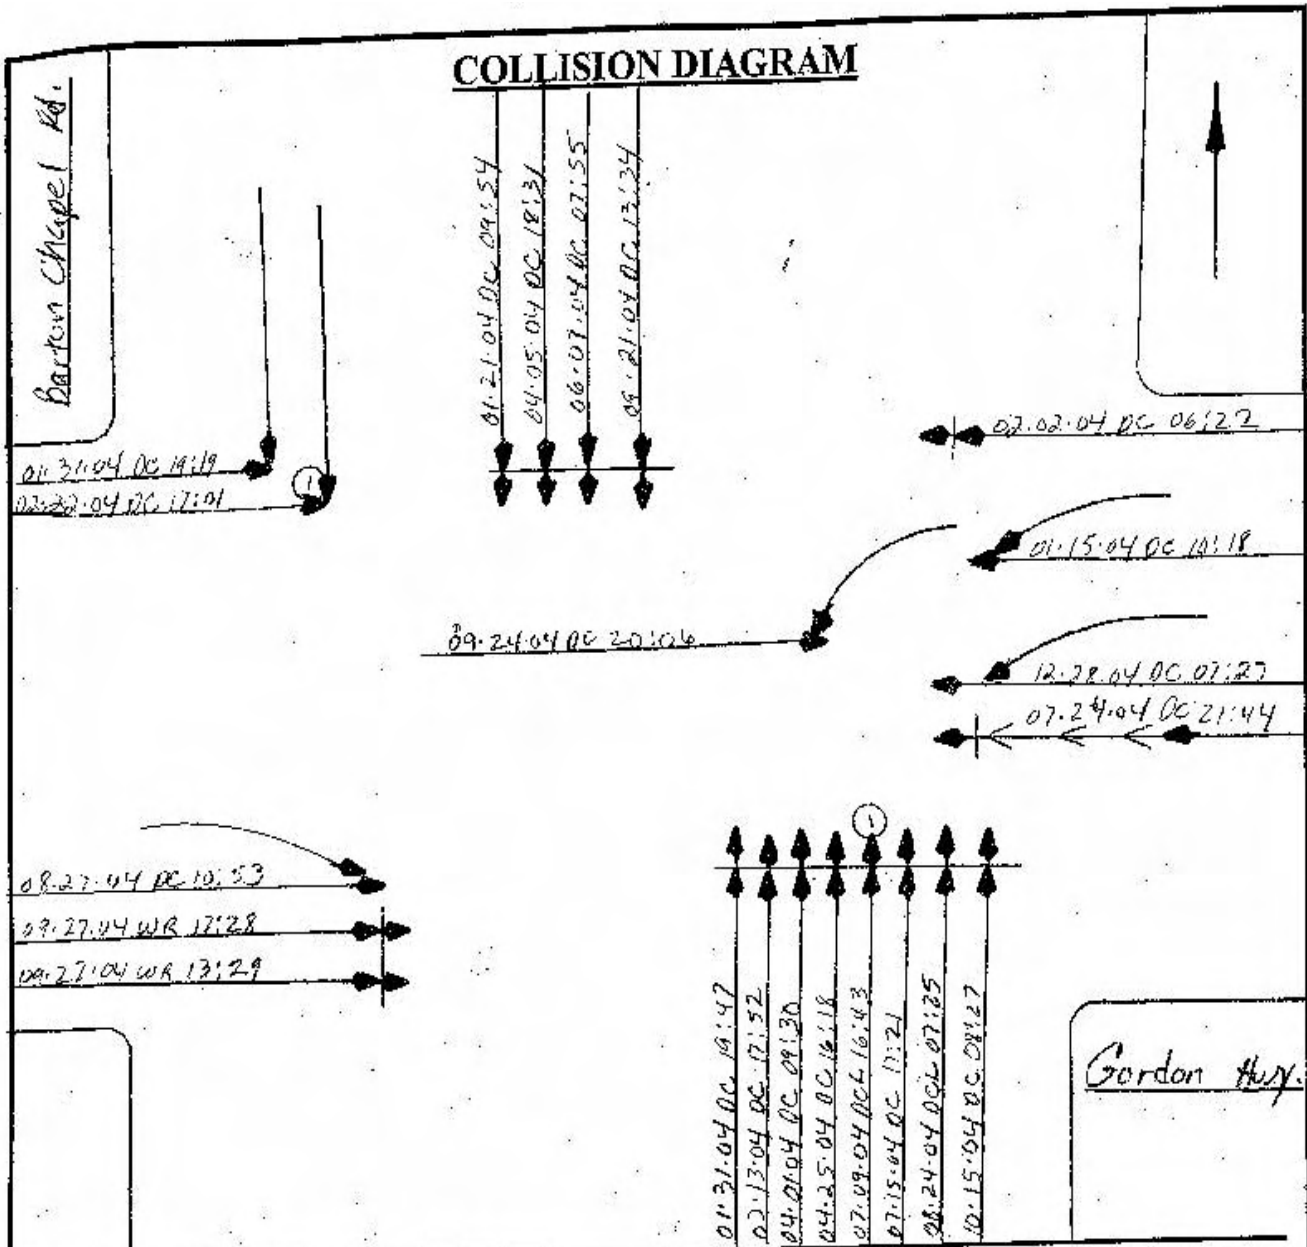 COLLISION DIAGRAM
Barton Chapel Rd.
01.21.04 DC 09:54
04.05.04 DC 18:31
06.07.04 DC 07:55
09.21.04 DC 13:34
02.02.04 DC 06:22
01.31.04 DC 19:19
1
02.22.04 DC 17:01
01.15.04 DC 10:18
09.24.04 DC 20:06
12.28.04 DC 07:27
07.24.04 DC 21:44
1
08.27.04 DC 10:53
09.27.04 WR 17:28
09.27.04 WR 13:29
01.31.04 DC 19:47
02.13.04 DC 17:52
04.01.04 DC 09:30
04.25.04 DC 16:18
07.09.04 DCL 16:43
07.15.04 DC 17:21
08.24.04 DCL 07:25
10.15.04 DC 08:27
Gordon Hwy.